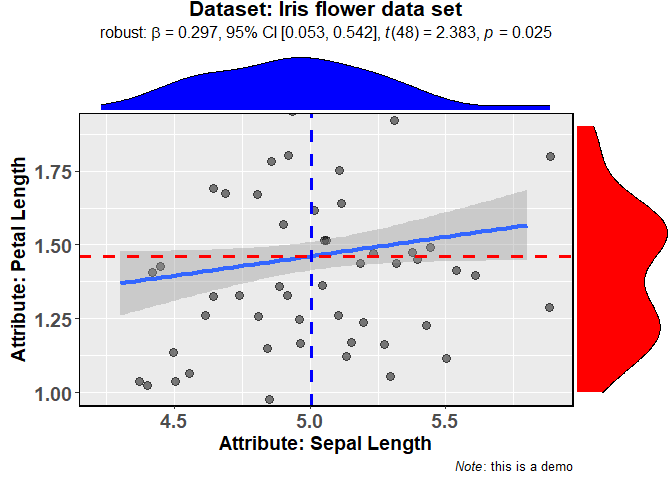 Dataset: Iris flower data set
robust: β = 0.297, 95% CI [0.053, 0.542], t(48) = 2.383, p = 0.025
Attribute: Petal Length
1.75
1.50
1.25
1.00
4.5 5.0 5.5
Attribute: Sepal Length
Note: this is a demo